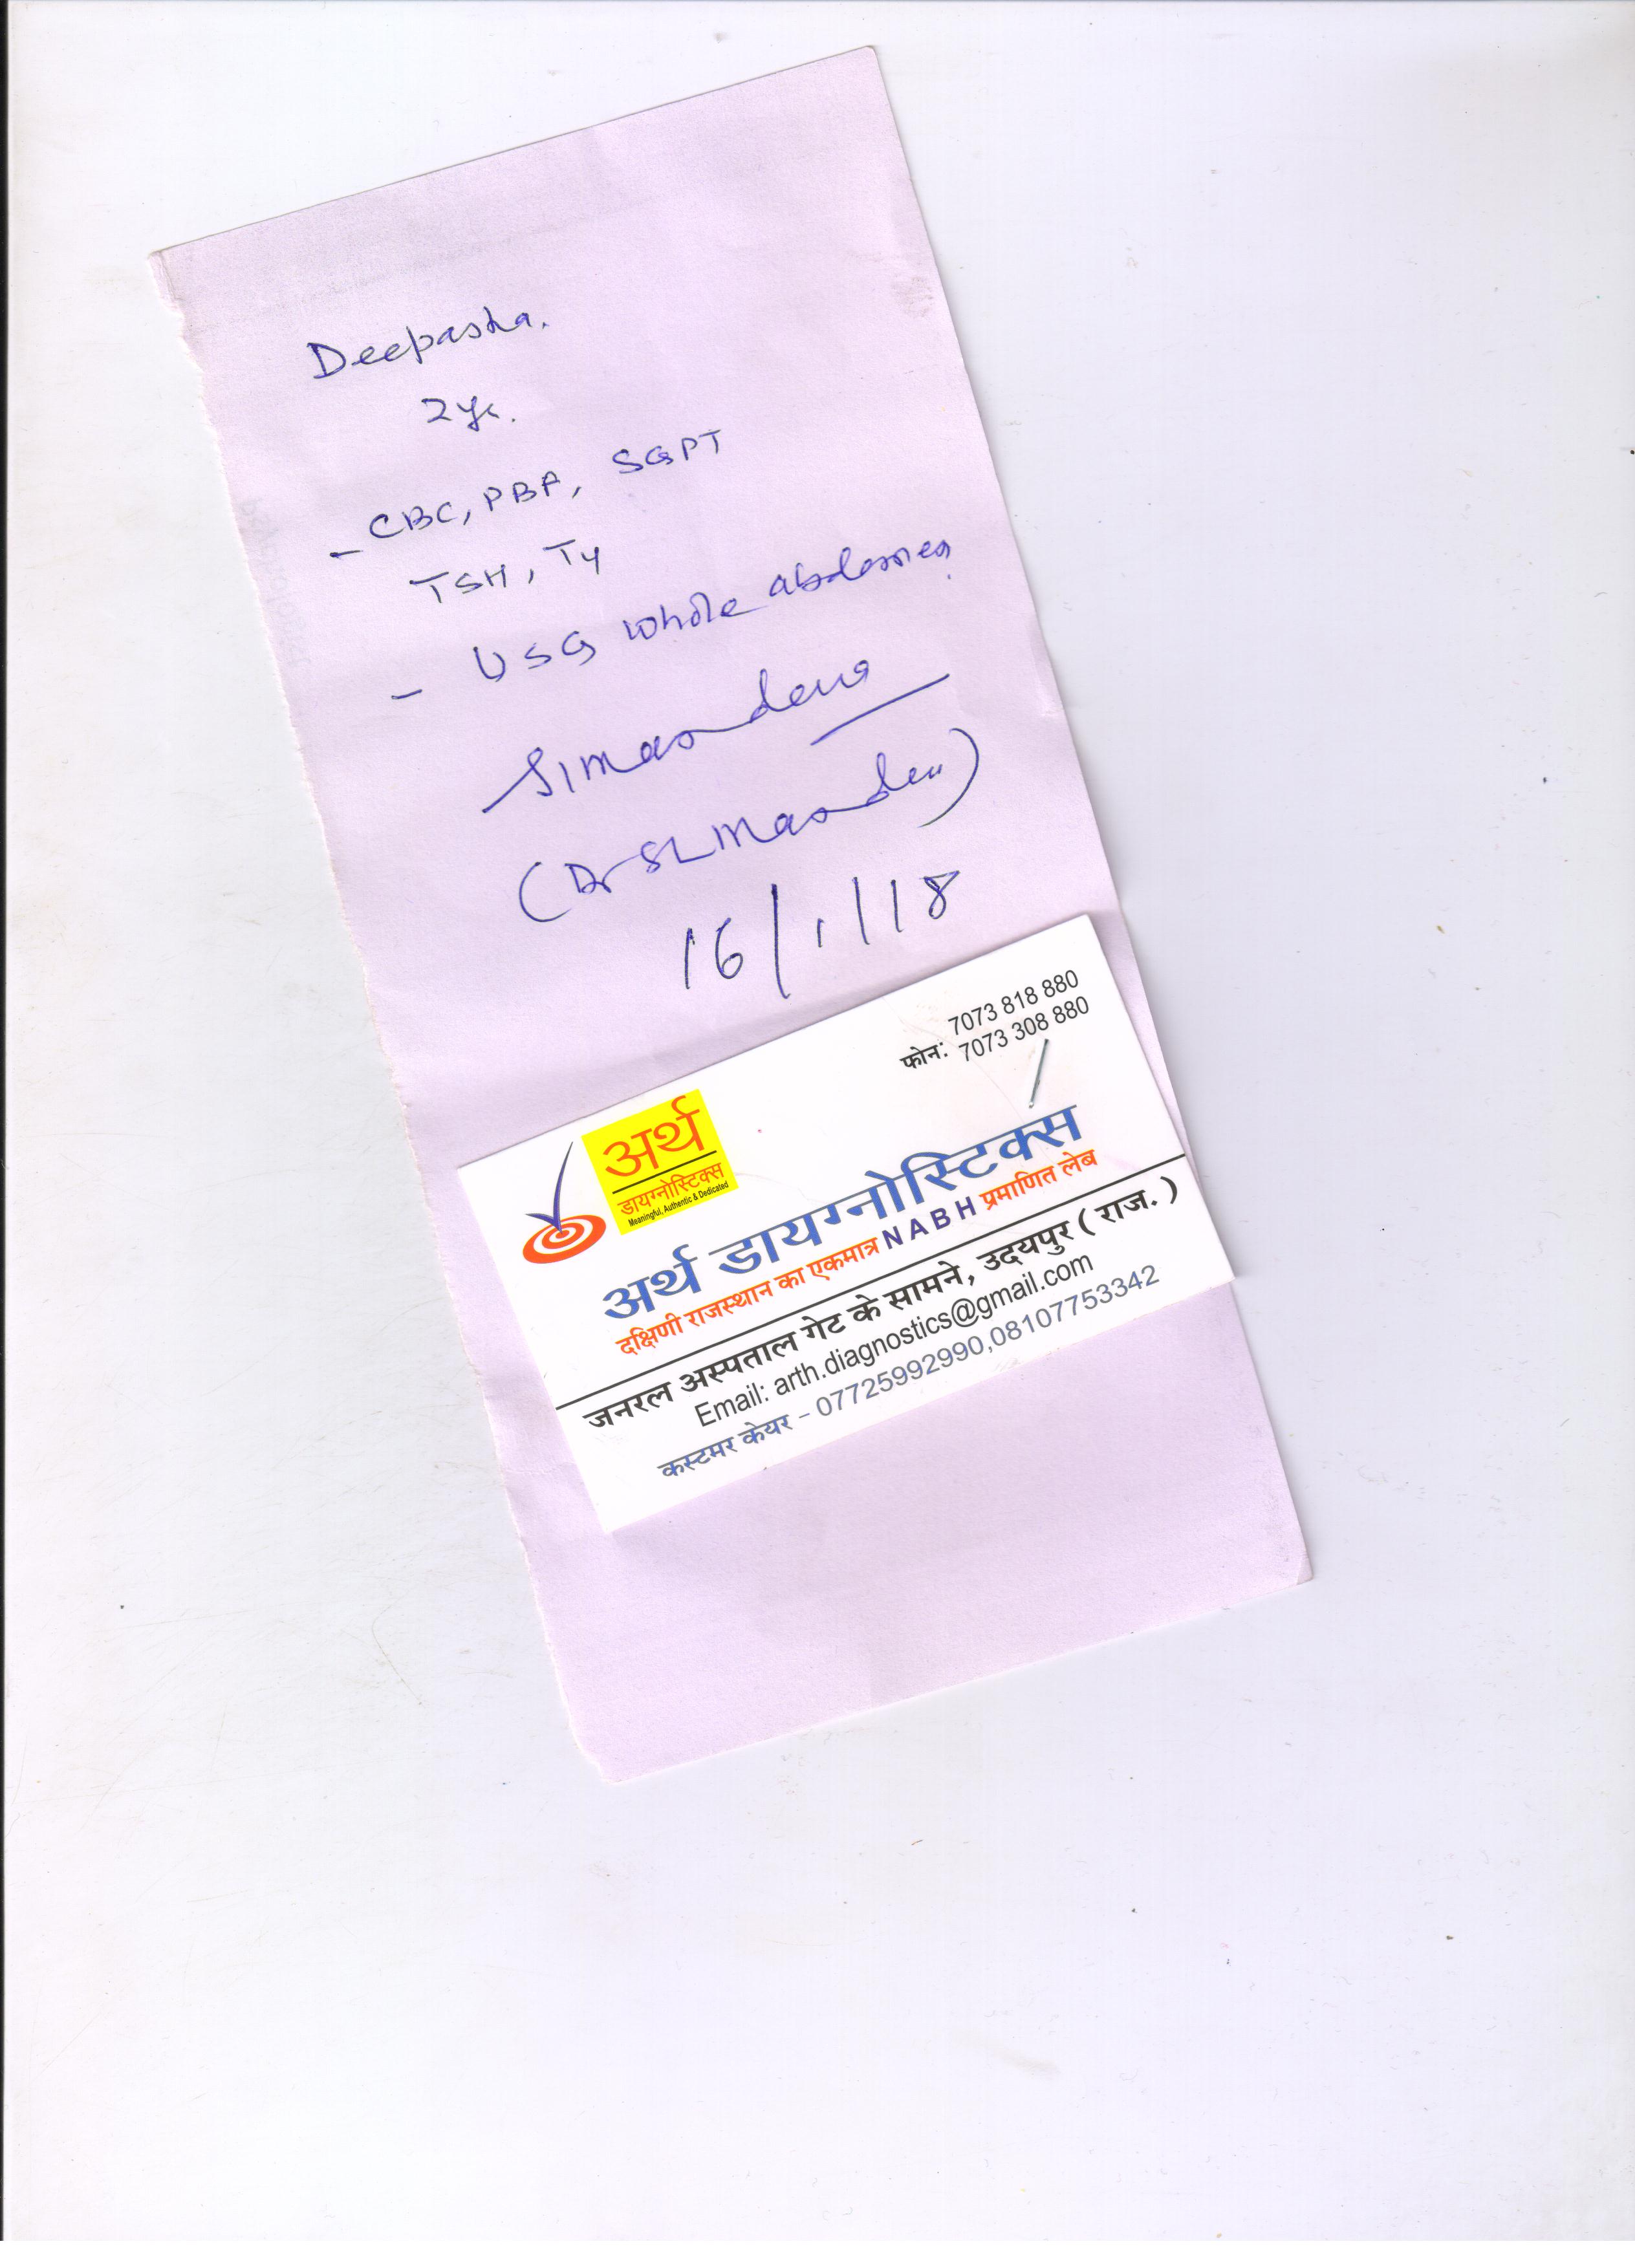 Deepasha.
2yr.
- CBC, PBF, SGPT
TSH, T4
- USG whole abdomen
(Dr SL
16/1/18
7073 818 880
फोन: 7073 308 880
अर्थ
डायग्नोस्टिक्स
Meaningful, Authentic & Dedicated
अर्थ डायग्नोस्टिक्स
दक्षिणी राजस्थान का एकमात्र NABH प्रमाणित लेब
जनरल अस्पताल गेट के सामने, उदयपुर ( राज. )
Email: arth.diagnostics@gmail.com
कस्टमर केयर - 07725992990,08107753342